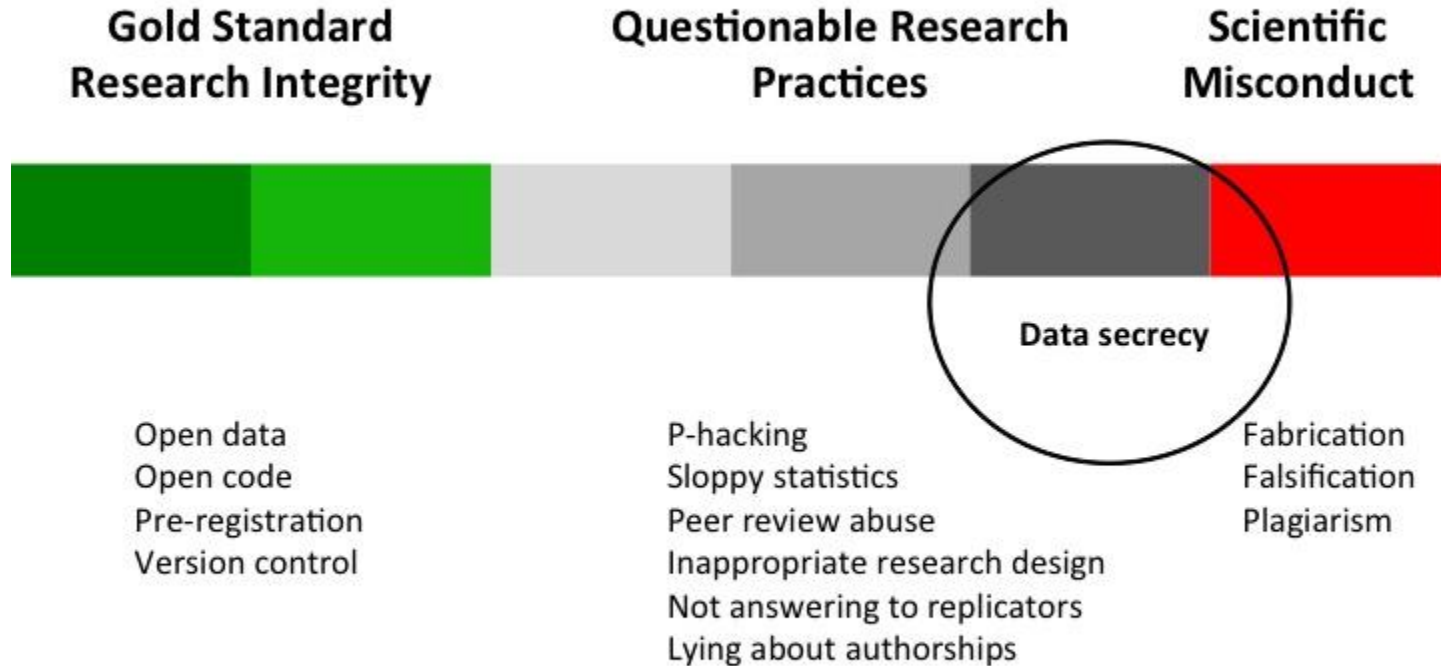 Gold Standard
Research Integrity
Questionable Research
Practices
Scientific
Misconduct
Data secrecy
Open data
Open code
Pre-registration
Version control
P-hacking
Sloppy statistics
Peer review abuse
Inappropriate research design
Not answering to replicators
Lying about authorships
Fabrication
Falsification
Plagiarism